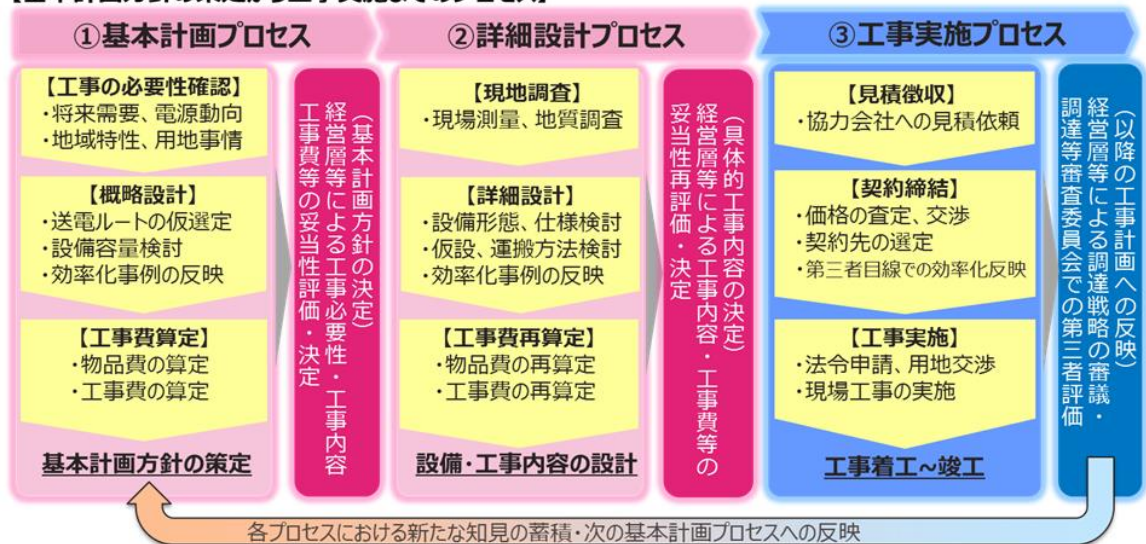 ①基本計画プロセス
【工事の必要性確認】
・将来需要、電源動向
・地域特性、用地事情
【概略設計】
・送電ルートの仮選定
・設備容量検討
・効率化事例の反映
【工事費算定】
・物品費の算定
・工事費の算定
基本計画方針の策定
(基本計画方針の決定)
経営層等による工事必要性・工事内容
工事費等の妥当性評価・決定
②詳細設計プロセス
【現地調査】
・現場測量、地質調査
【詳細設計】
・設備形態、仕様検討
・仮設、運搬方法検討
・効率化事例の反映
【工事費再算定】
・物品費の再算定
・工事費の再算定
設備・工事内容の設計
(具体的工事内容の決定)
経営層等による工事内容・工事費等の
妥当性再評価・決定
③工事実施プロセス
【見積徴収】
・協力会社への見積依頼
【契約締結】
・価格の査定、交渉
・契約先の選定
・第三者目線での効率化反映
【工事実施】
・法令申請、用地交渉
・現場工事の実施
工事着工~竣工
(以降の工事計画への反映)
経営層等による調達戦略の審議・
調達等審査委員会での第三者評価
各プロセスにおける新たな知見の蓄積・次の基本計画プロセスへの反映